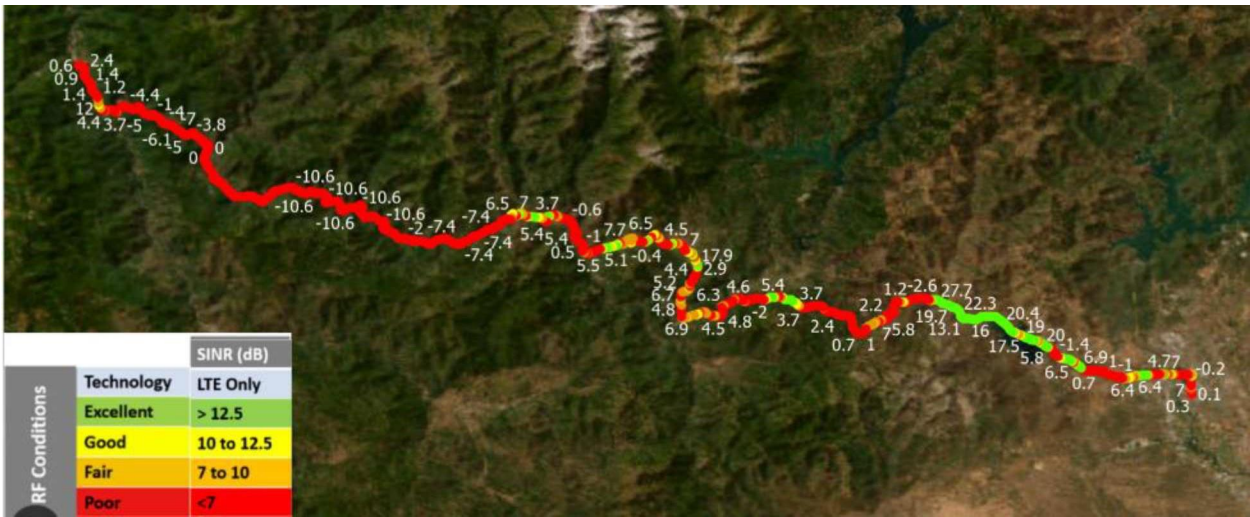 0.6 2.4
0.9 1.4
1.4 1.2
12 -4.4
4.4 3.7 -5 -1
-4 -7 -3.8
-6.1
-5 0
0
-10.6
-10.6 -10.6
-10.6 -10.6
-10.6 -10.6
-2 -7.4
-7.4
-7.4
-7.4
6.5 7 3.7
5.4 5.4 -0.6
0.5 -1 7.7 6.5
5.5 5.1 -0.4 4.5
7
17.9
4.4 2.9
5.2
6.7 6.3
4.8 4.6 5.4
6.9 4.5 4.8 -2 3.7
3.7
2.4
0.7 1
2.2 1.2 -2.6 27.7
75.8 19.7 22.3
13.1 16 20.4
17.5 19 20
5.8 -1.4
6.5 6.9 1 -1
0.7 6.4 6.4 4.77
-0.2
7 0.1
0.3
SINR (dB)
Technology LTE Only
Excellent > 12.5
Good 10 to 12.5
Fair 7 to 10
Poor <7
RF Conditions